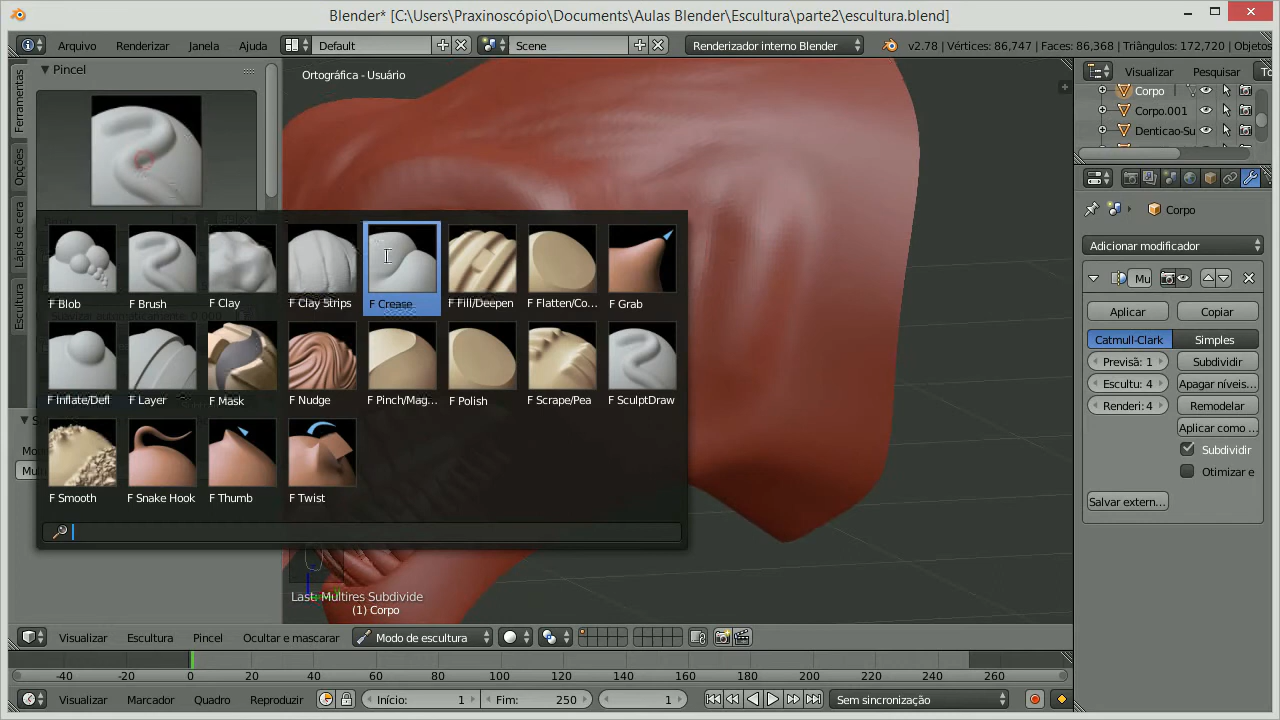 Blender* [C:\Users\Praxinoscópio\Documents\Aulas Blender\Escultura\parte2\escultura.blend]
Arquivo Renderizar Janela Ajuda Default Scene Renderizador interno Blender v2.78 | Vértices: 86,747 | Faces: 86,368 | Triângulos: 172,720 | Objetos
Pincel
Ferramentas
Opções
Lápis de cera
Escultura
Ortográfica - Usuário
Visualizar Pesquisar To
Corpo
Corpo.001
Denticao-Su
Corpo
Adicionar modificador
Mu
Aplicar Copiar
Catmull-Clark Simples
Previsã: 1 Subdividir
Escultu: 4 Apagar níveis...
Renderi: 4 Remodelar
Aplicar como ...
Subdividir
Otimizar e
Salvar extern...
F Blob F Brush F Clay F Clay Strips F Crease F Fill/Deepen F Flatten/Co... F Grab
Suavizar automaticamente: 0.000
F Inflate/Defl F Layer F Mask F Nudge F Pinch/Mag... F Polish F Scrape/Pea F SculptDraw
F Smooth F Snake Hook F Thumb F Twist
Last: Multires Subdivide
(1) Corpo
Visualizar Escultura Pincel Ocultar e mascarar Modo de escultura
-40 -20 0 20 40 60 80 100 120 140 160 180 200 220 240 260
Visualizar Marcador Quadro Reproduzir Início: 1 Fim: 250 1 Sem sincronização